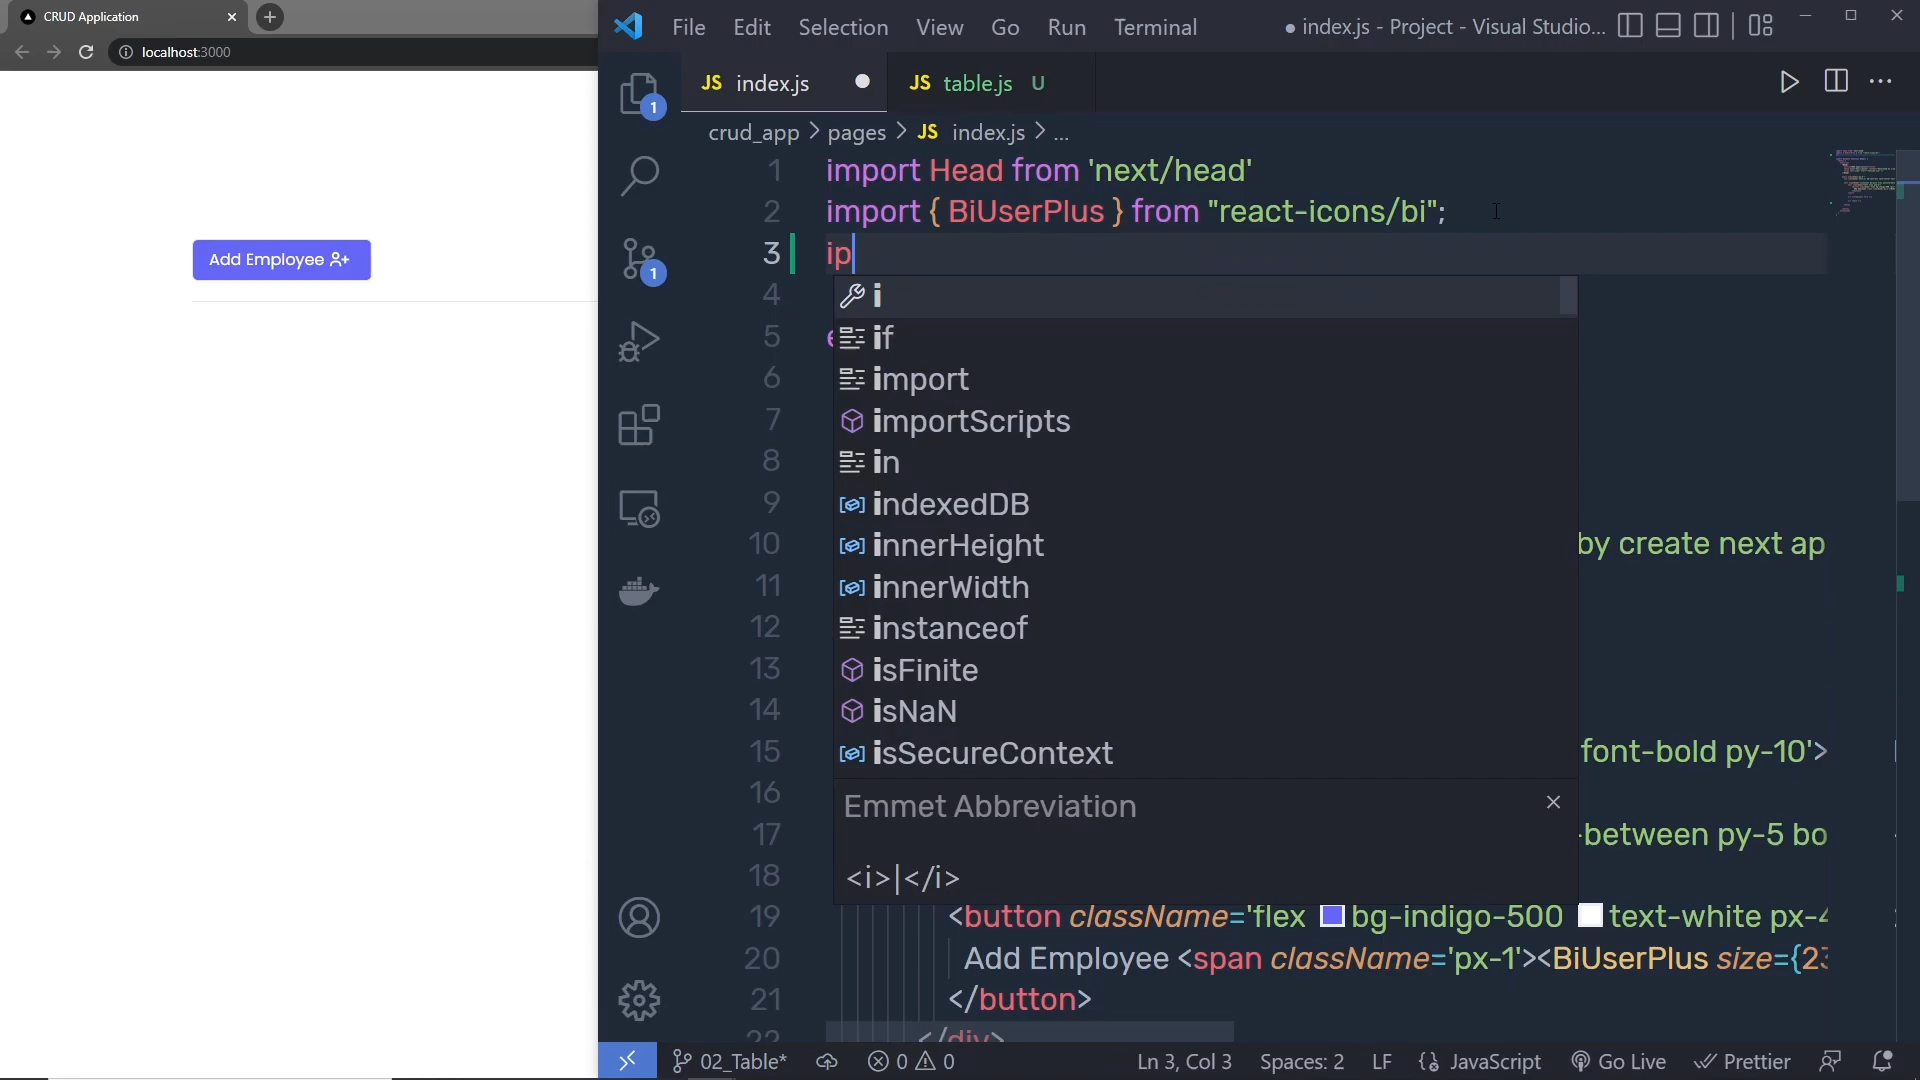 CRUD Application
localhost:3000
Add Employee
File Edit Selection View Go Run Terminal ● index.js - Project - Visual Studio...
JS index.js JS table.js U
crud_app > pages > JS index.js > ...
1 import Head from 'next/head'
2 import { BiUserPlus } from "react-icons/bi";
3 ip
4 i
5 e if
6 import
7 importScripts
8 in
9 indexedDB
10 innerHeight by create next ap
11 innerWidth
12 instanceof
13 isFinite
14 isNaN
15 isSecureContext font-bold py-10'>
16 Emmet Abbreviation
17 -between py-5 bo
18 <i>|</i>
19 <button className='flex bg-indigo-500 text-white px-4
20 Add Employee <span className='px-1'><BiUserPlus size={23
21 </button>
22 </div>
1
1
02_Table* 0 0 Ln 3, Col 3 Spaces: 2 LF JavaScript Go Live Prettier